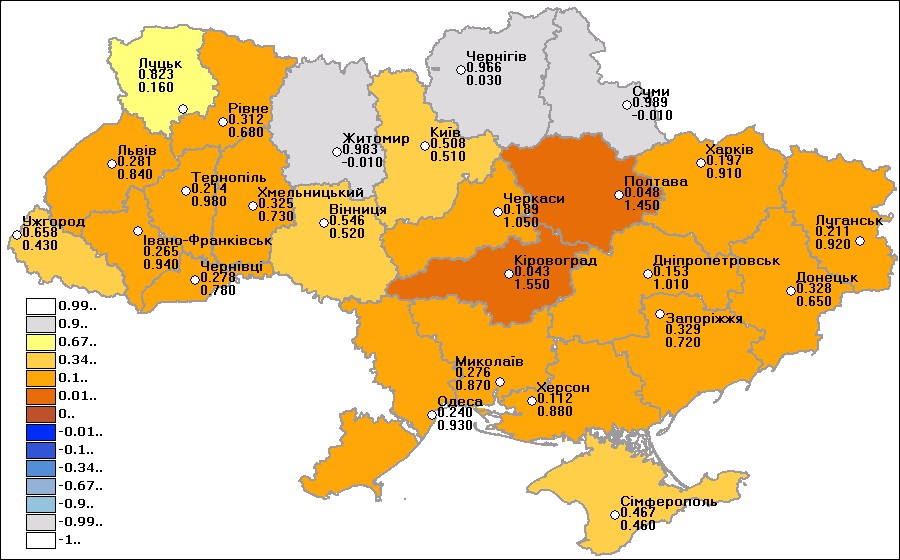 Чернігів
0.966
0.030
Луцьк
0.823
0.160
Суми
0.989
-0.010
Рівне
0.312
0.680
Житомир
0.983
-0.010
Київ
0.508
0.510
Львів
0.281
0.840
Харків
0.197
0.910
Тернопіль
0.214
0.980
Хмельницький
0.325
0.730
Полтава
0.048
1.450
Вінниця
0.546
0.520
Черкаси
0.189
1.050
Ужгород
0.658
0.430
Луганськ
0.211
0.920
Івано-Франківськ
0.265
0.940
Чернівці
0.278
0.780
Кіровоград
0.043
1.550
Дніпропетровськ
0.153
1.010
Донецьк
0.328
0.650
Запоріжжя
0.329
0.720
Миколаїв
0.276
0.870
Херсон
0.112
0.880
Одеса
0.240
0.930
Сімферополь
0.467
0.460
0.99..
0.9..
0.67..
0.34..
0.1..
0.01..
0..
-0.01..
-0.1..
-0.34..
-0.67..
-0.9..
-0.99..
-1..